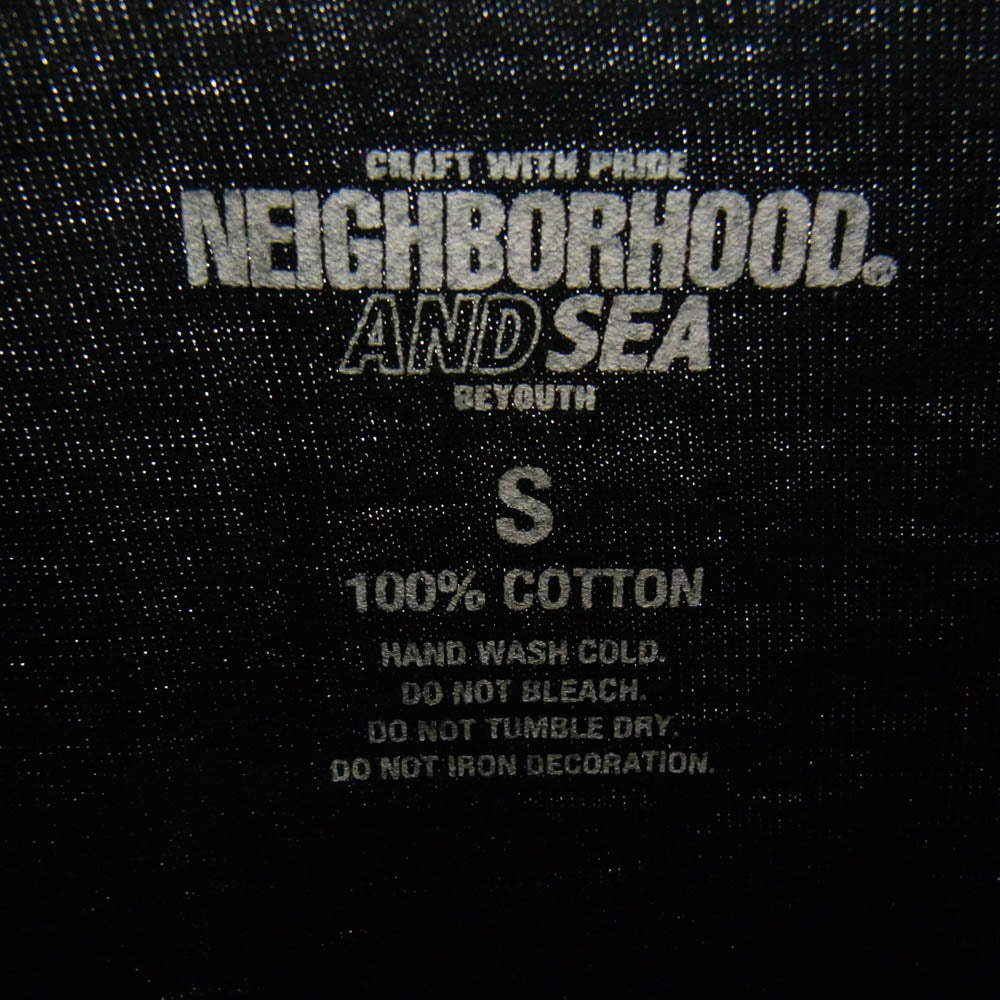 CRAFT WITH PRIDE
NEIGHBORHOOD.®
AND SEA
BEYOUTH
S
100% COTTON
HAND WASH COLD.
DO NOT BLEACH.
DO NOT TUMBLE DRY.
DO NOT IRON DECORATION.